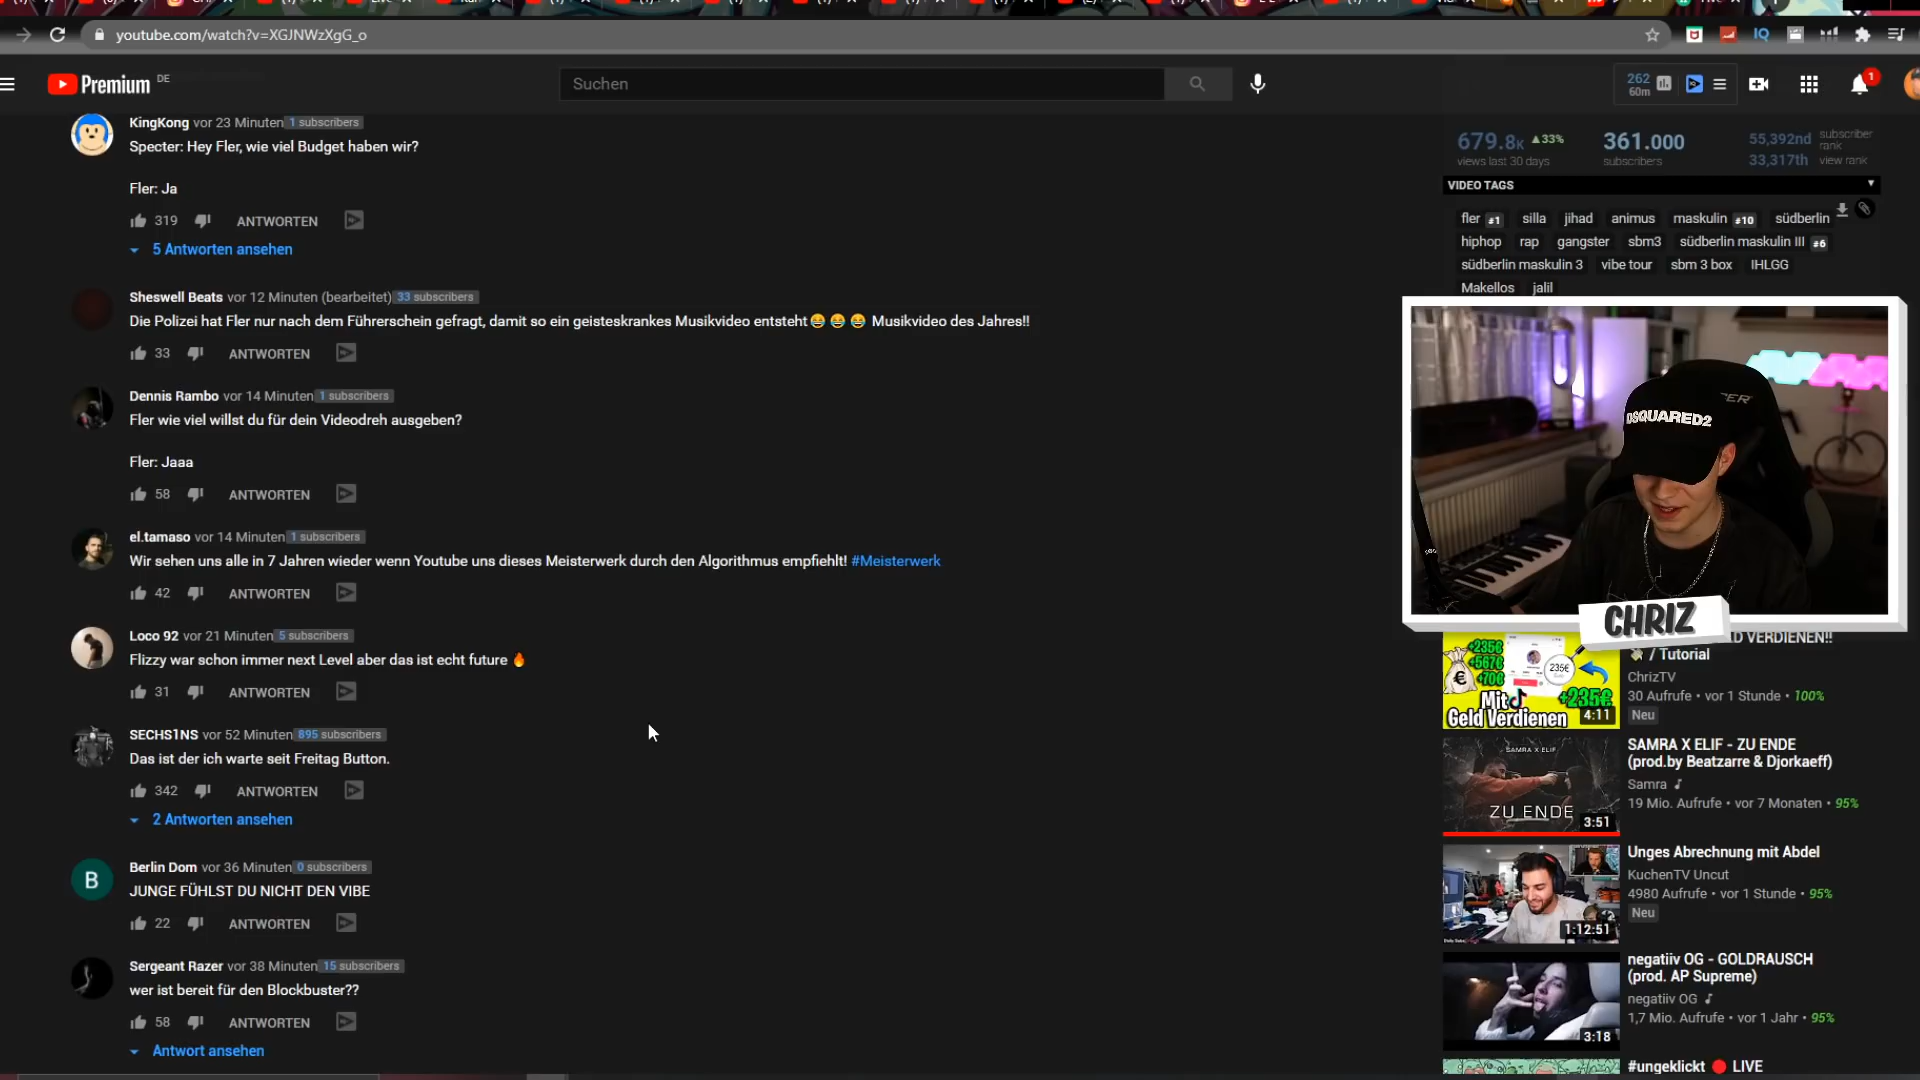 youtube.com/watch?v=XGJNWzXgG_o
IQ
Premium DE
Suchen
262
60m
1
KingKong vor 23 Minuten 1 subscribers
Specter: Hey Fler, wie viel Budget haben wir?
Fler: Ja
319 ANTWORTEN
5 Antworten ansehen
Sheswell Beats vor 12 Minuten (bearbeitet) 33 subscribers
Die Polizei hat Fler nur nach dem Führerschein gefragt, damit so ein geisteskrankes Musikvideo entsteht😂 😂 😂 Musikvideo des Jahres!!
33 ANTWORTEN
Dennis Rambo vor 14 Minuten 1 subscribers
Fler wie viel willst du für dein Videodreh ausgeben?
Fler: Jaaa
58 ANTWORTEN
el.tamaso vor 14 Minuten 1 subscribers
Wir sehen uns alle in 7 Jahren wieder wenn Youtube uns dieses Meisterwerk durch den Algorithmus empfiehlt! #Meisterwerk
42 ANTWORTEN
Loco 92 vor 21 Minuten 5 subscribers
Flizzy war schon immer next Level aber das ist echt future 🔥
31 ANTWORTEN
SECHS1NS vor 52 Minuten 895 subscribers
Das ist der ich warte seit Freitag Button.
342 ANTWORTEN
2 Antworten ansehen
B
Berlin Dom vor 36 Minuten 0 subscribers
JUNGE FÜHLST DU NICHT DEN VIBE
22 ANTWORTEN
Sergeant Razer vor 38 Minuten 15 subscribers
wer ist bereit für den Blockbuster??
58 ANTWORTEN
Antwort ansehen
679.8K ▲33% 361.000 55,392nd subscriber rank
views last 30 days subscribers 33,317th view rank
VIDEO TAGS
fler #1 silla jihad animus maskulin #10 südberlin
hiphop rap gangster sbm3 südberlin maskulin III #6
südberlin maskulin 3 vibe tour sbm 3 box IHLGG
Makellos jalil
DSQUARED2
CHRIZ
+235€
+567€
+70€
€
235€
+235€
Mit
Geld Verdienen
4:11
LD VERDIENEN!!
/ Tutorial
ChrizTV
30 Aufrufe • vor 1 Stunde • 100%
Neu
SAMRA X ELIF
ZU ENDE
3:51
SAMRA X ELIF - ZU ENDE
(prod.by Beatzarre & Djorkaeff)
Samra
19 Mio. Aufrufe • vor 7 Monaten • 95%
1:12:51
Unges Abrechnung mit Abdel
KuchenTV Uncut
4980 Aufrufe • vor 1 Stunde • 95%
Neu
3:18
negatiiv OG - GOLDRAUSCH
(prod. AP Supreme)
negatiiv OG
1,7 Mio. Aufrufe • vor 1 Jahr • 95%
#ungeklickt 🔴 LIVE